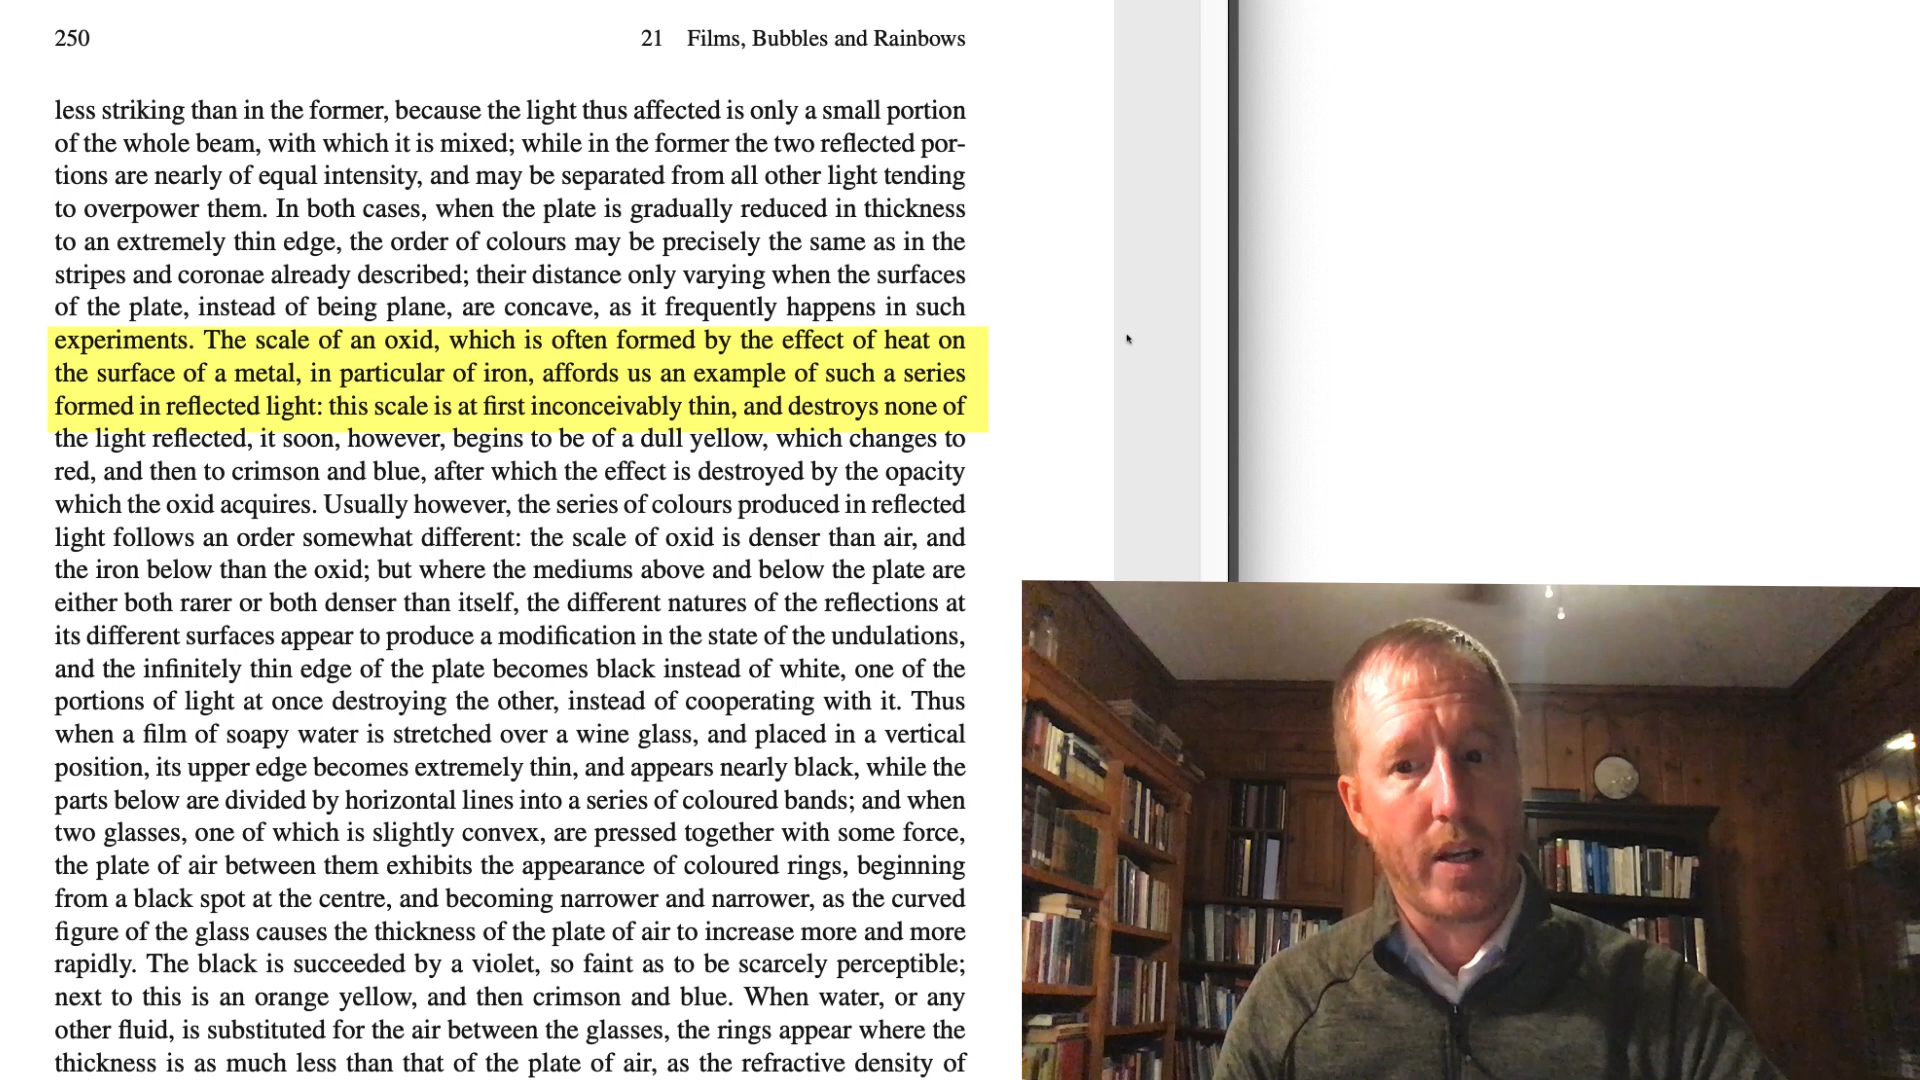 250
21 Films, Bubbles and Rainbows
less striking than in the former, because the light thus affected is only a small portion
of the whole beam, with which it is mixed; while in the former the two reflected por-
tions are nearly of equal intensity, and may be separated from all other light tending
to overpower them. In both cases, when the plate is gradually reduced in thickness
to an extremely thin edge, the order of colours may be precisely the same as in the
stripes and coronae already described; their distance only varying when the surfaces
of the plate, instead of being plane, are concave, as it frequently happens in such
experiments. The scale of an oxid, which is often formed by the effect of heat on
the surface of a metal, in particular of iron, affords us an example of such a series
formed in reflected light: this scale is at first inconceivably thin, and destroys none of
the light reflected, it soon, however, begins to be of a dull yellow, which changes to
red, and then to crimson and blue, after which the effect is destroyed by the opacity
which the oxid acquires. Usually however, the series of colours produced in reflected
light follows an order somewhat different: the scale of oxid is denser than air, and
the iron below than the oxid; but where the mediums above and below the plate are
either both rarer or both denser than itself, the different natures of the reflections at
its different surfaces appear to produce a modification in the state of the undulations,
and the infinitely thin edge of the plate becomes black instead of white, one of the
portions of light at once destroying the other, instead of cooperating with it. Thus
when a film of soapy water is stretched over a wine glass, and placed in a vertical
position, its upper edge becomes extremely thin, and appears nearly black, while the
parts below are divided by horizontal lines into a series of coloured bands; and when
two glasses, one of which is slightly convex, are pressed together with some force,
the plate of air between them exhibits the appearance of coloured rings, beginning
from a black spot at the centre, and becoming narrower and narrower, as the curved
figure of the glass causes the thickness of the plate of air to increase more and more
rapidly. The black is succeeded by a violet, so faint as to be scarcely perceptible;
next to this is an orange yellow, and then crimson and blue. When water, or any
other fluid, is substituted for the air between the glasses, the rings appear where the
thickness is as much less than that of the plate of air, as the refractive density of